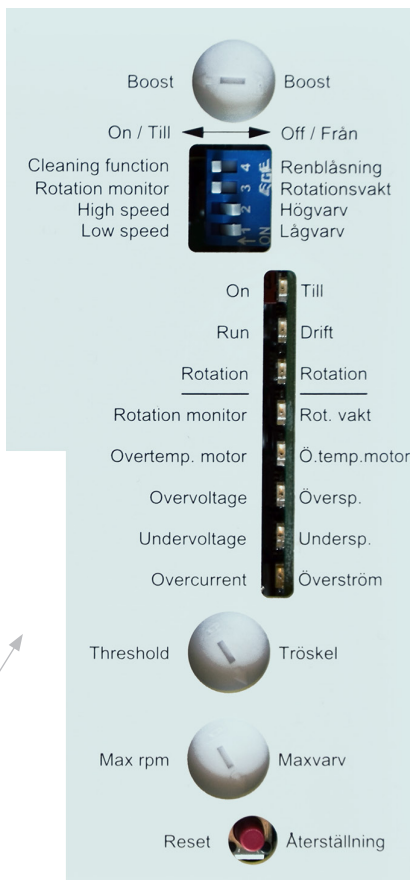 Boost Boost
On / Till Off / Från
Cleaning function 4 Renblåsning
Rotation monitor 3 Rotationsvakt
High speed 2 Högvarv
Low speed 1 ON Lågvarv
On Till
Run Drift
Rotation Rotation
Rotation monitor Rot. vakt
Overtemp. motor Ö.temp.motor
Overvoltage Översp.
Undervoltage Undersp.
Overcurrent Överström
Threshold Tröskel
Max rpm Maxvarv
Reset Återställning